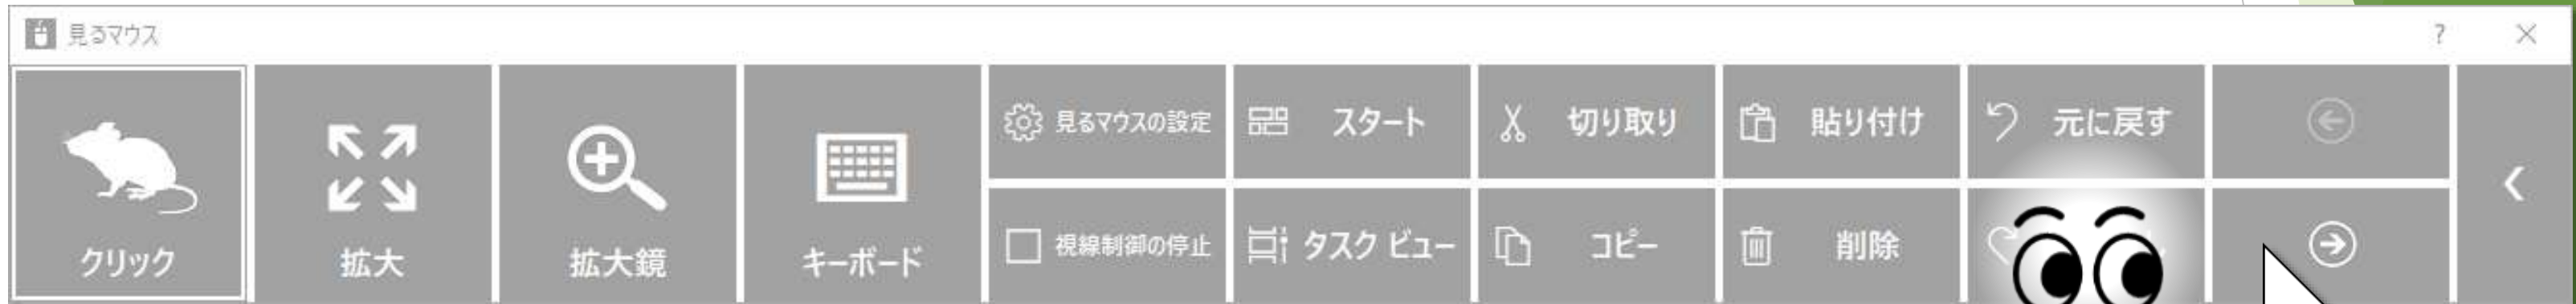 見るマウス
?
クリック
拡大
拡大鏡
キーボード
見るマウスの設定
スタート
切り取り
貼り付け
元に戻す
視線制御の停止
タスク ビュー
コピー
削除